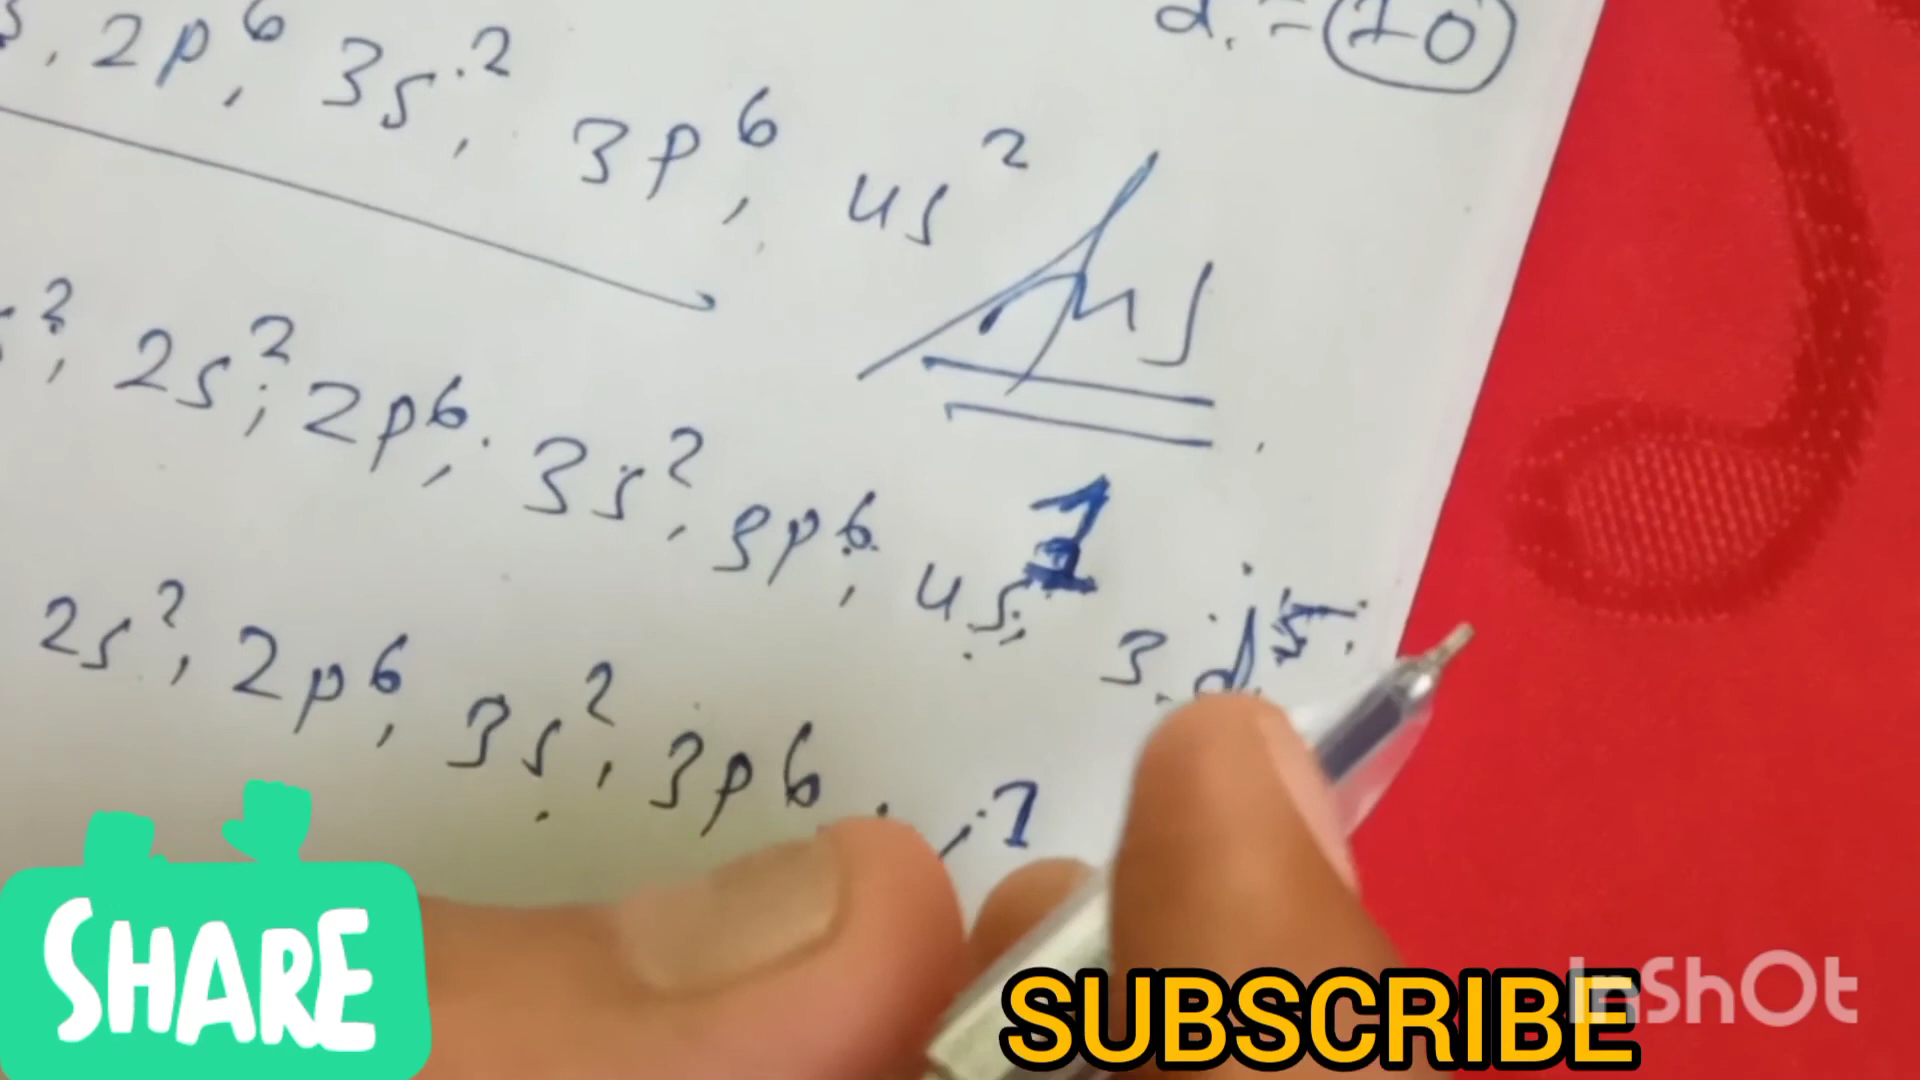 d. = 10
2p⁶, 3s², 3p⁶, 4s²
Ans
2s², 2p⁶, 3s², 3p⁶, 4s¹, 3d⁵
2s², 2p⁶, 3s², 3p⁶, 1
SHARE
SUBSCRIBE
InShOt